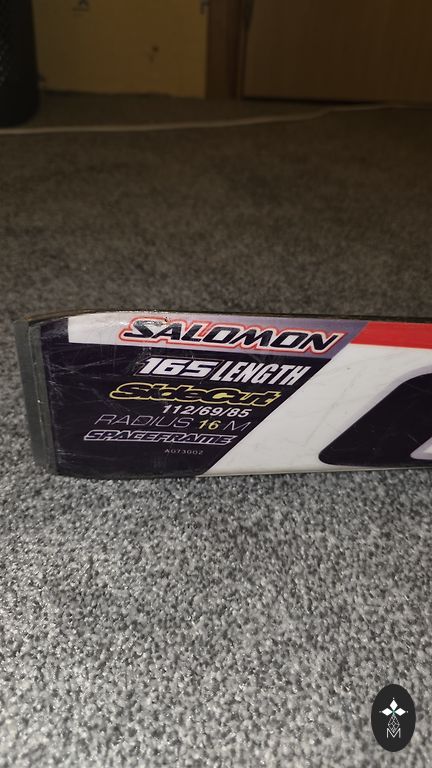 SALOMON
165 LENGTH
SideCut
112/69/85
RADIUS 16 M
SPACEFRAME
A073002
M